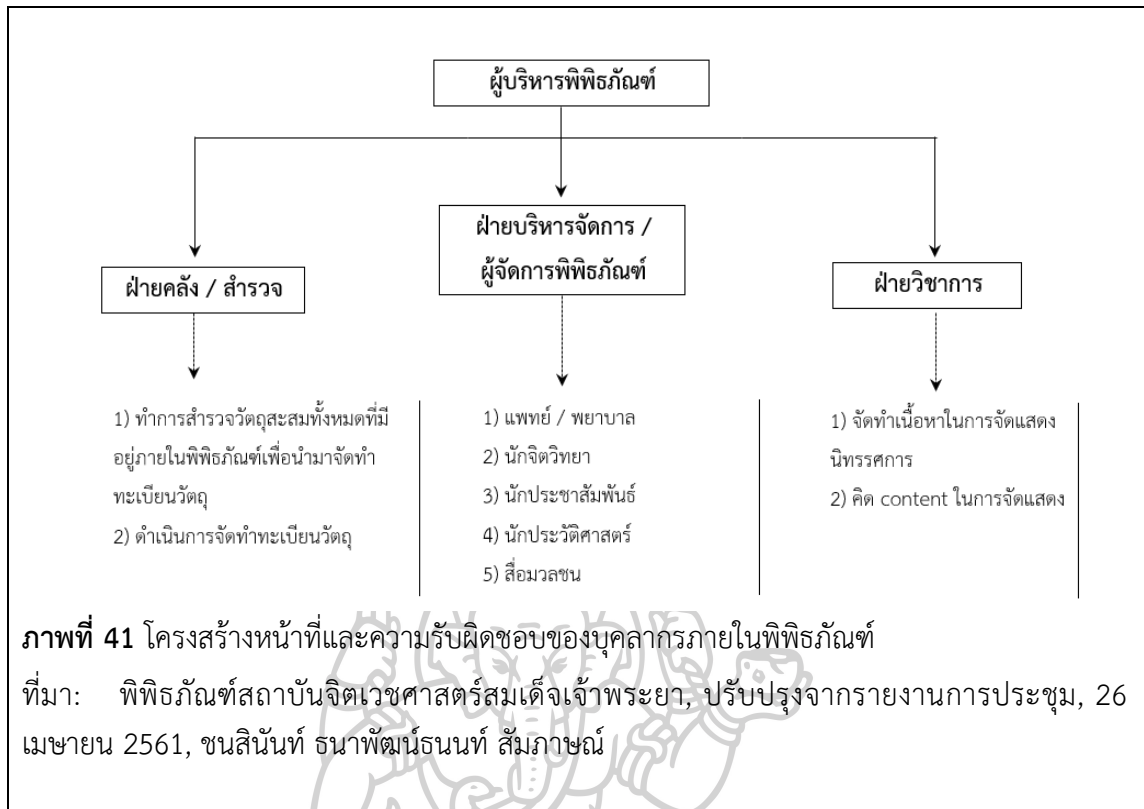 ผู้บริหารพิพิธภัณฑ์
ฝ่ายคลัง / สำรวจ
ฝ่ายบริหารจัดการ /
ผู้จัดการพิพิธภัณฑ์
ฝ่ายวิชาการ
1) ทำการสำรวจวัตถุสะสมทั้งหมดที่มี
อยู่ภายในพิพิธภัณฑ์เพื่อนำมาจัดทำ
ทะเบียนวัตถุ
2) ดำเนินการจัดทำทะเบียนวัตถุ
1) แพทย์ / พยาบาล
2) นักจิตวิทยา
3) นักประชาสัมพันธ์
4) นักประวัติศาสตร์
5) สื่อมวลชน
1) จัดทำเนื้อหาในการจัดแสดง
นิทรรศการ
2) คิด content ในการจัดแสดง
ภาพที่ 41 โครงสร้างหน้าที่และความรับผิดชอบของบุคลากรภายในพิพิธภัณฑ์
ที่มา: พิพิธภัณฑ์สถาบันจิตเวชศาสตร์สมเด็จเจ้าพระยา, ปรับปรุงจากรายงานการประชุม, 26
เมษายน 2561, ชนสินันท์ ธนาพัฒน์ธนนท์ สัมภาษณ์